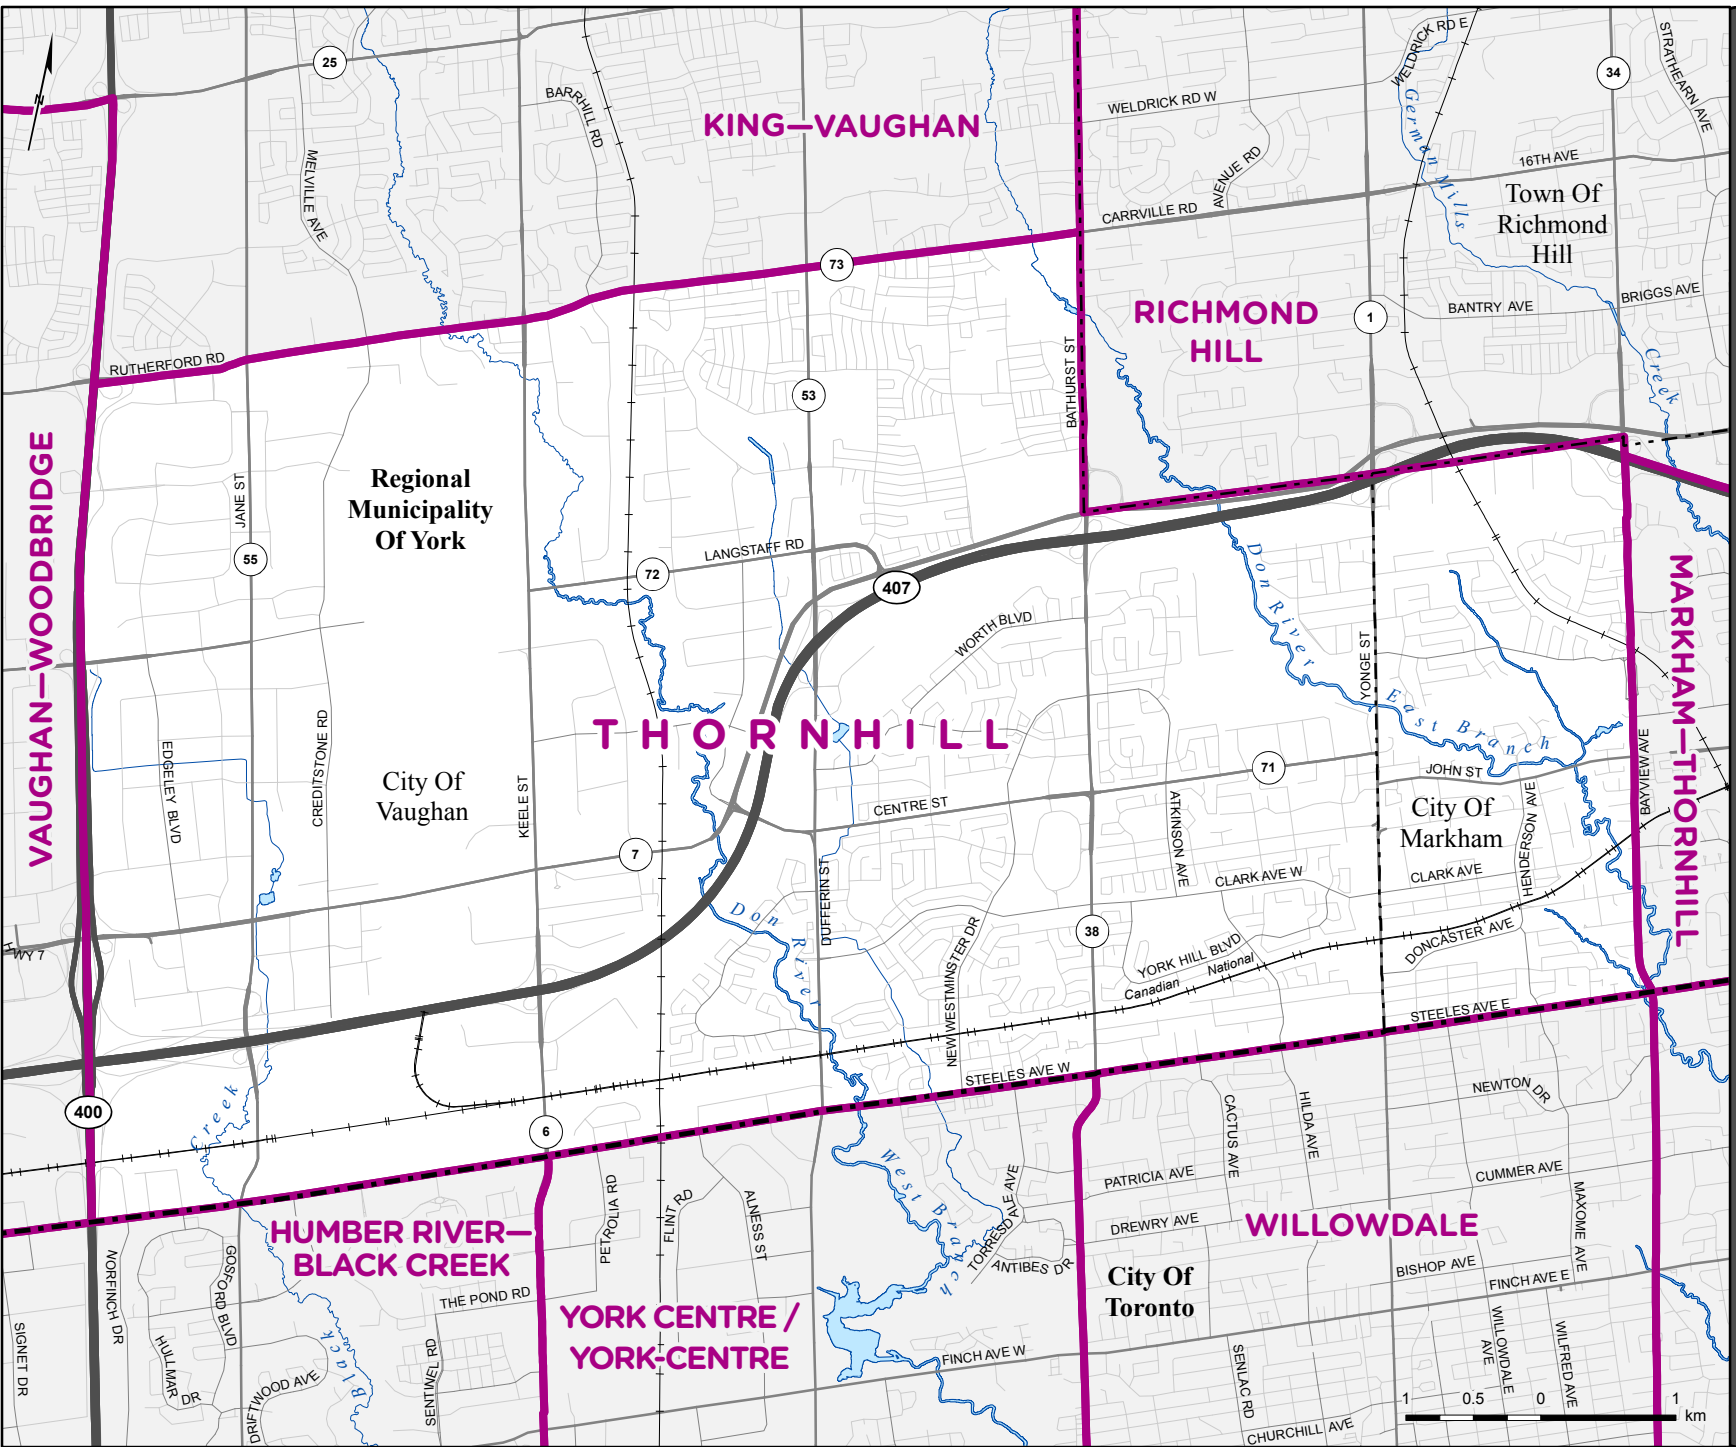 N
25
BARRHILL RD
MELVILLE AVE
KING—VAUGHAN
WELDRICK RD E
WELDRICK RD W
34
STRATHEARN AVE
German Mills
16TH AVE
AVENUE RD
CARRVILLE RD
Town Of
Richmond
Hill
73
BRIGGS AVE
BANTRY AVE
1
RICHMOND
HILL
Creek
BATHURST ST
RUTHERFORD RD
53
VAUGHAN—WOODBRIDGE
JANE ST
Regional
Municipality
Of York
55
72
LANGSTAFF RD
407
Don River
WORTH BLVD
YONGE ST
East Branch
MARKHAM—THORNHILL
THORNHILL
EDGELEY BLVD
CREDITSTONE RD
City Of
Vaughan
KEELE ST
71
JOHN ST
BAYVIEW AVE
CENTRE ST
ATKINSON AVE
City Of
Markham
HENDERSON AVE
7
DUFFERIN ST
CLARK AVE W
CLARK AVE
Don River
NEW WESTMINSTER DR
38
YORK HILL BLVD
Canadian National
DONCASTER AVE
HWY 7
STEELES AVE E
STEELES AVE W
400
Creek
6
NEWTON DR
CACTUS AVE
HILDA AVE
West Branch
PATRICIA AVE
CUMMER AVE
MAXOME AVE
HUMBER RIVER—
BLACK CREEK
PETROLIA RD
FLINT RD
ALNESS ST
TORRESDALE AVE
DREWRY AVE
WILLOWDALE
ANTIBES DR
City Of
Toronto
BISHOP AVE
FINCH AVE E
NORFINCH DR
GOSFORD BLVD
THE POND RD
YORK CENTRE /
YORK-CENTRE
SIGNET DR
HULLMAR DR
DRIFTWOOD AVE
Black
SENTINEL RD
FINCH AVE W
SENLAC RD
WILLOWDALE AVE
WILFRED AVE
CHURCHILL AVE
1 0.5 0 1
km